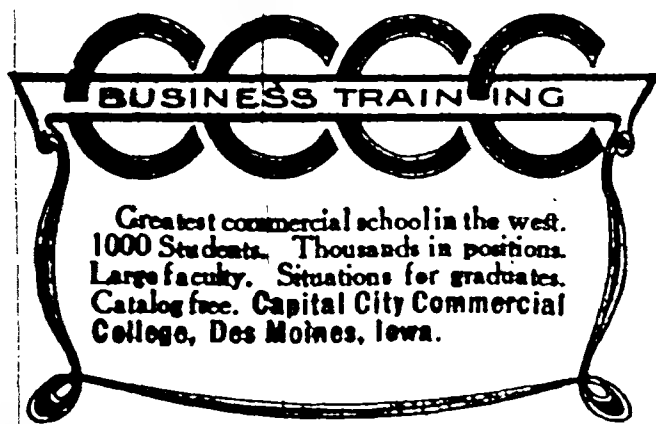 CCCC
BUSINESS TRAINING
Greatest commercial school in the west.
1000 Students. Thousands in positions.
Large faculty. Situations for graduates.
Catalog free. Capital City Commercial
College, Des Moines, Iowa.